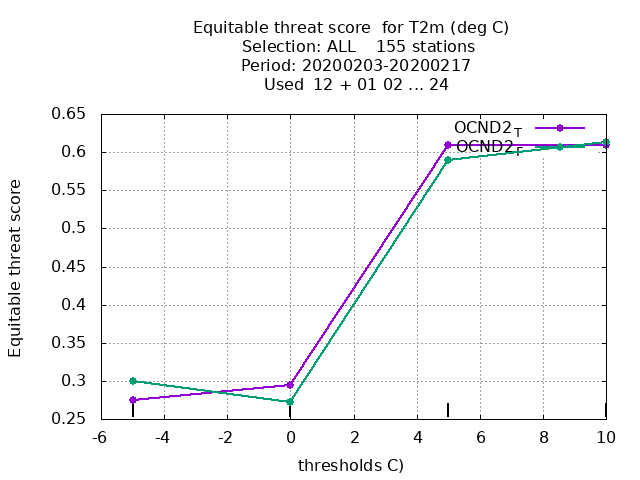 Equitable threat score  for T2m (deg C)
Selection: ALL    155 stations
Period: 20200203-20200217
Used  12 + 01 02 ... 24
OCND2_T
OCND2_F
0.65
0.6
0.55
0.5
0.45
0.4
0.35
0.3
0.25
Equitable threat score
-6 -4 -2 0 2 4 6 8 10
thresholds C)